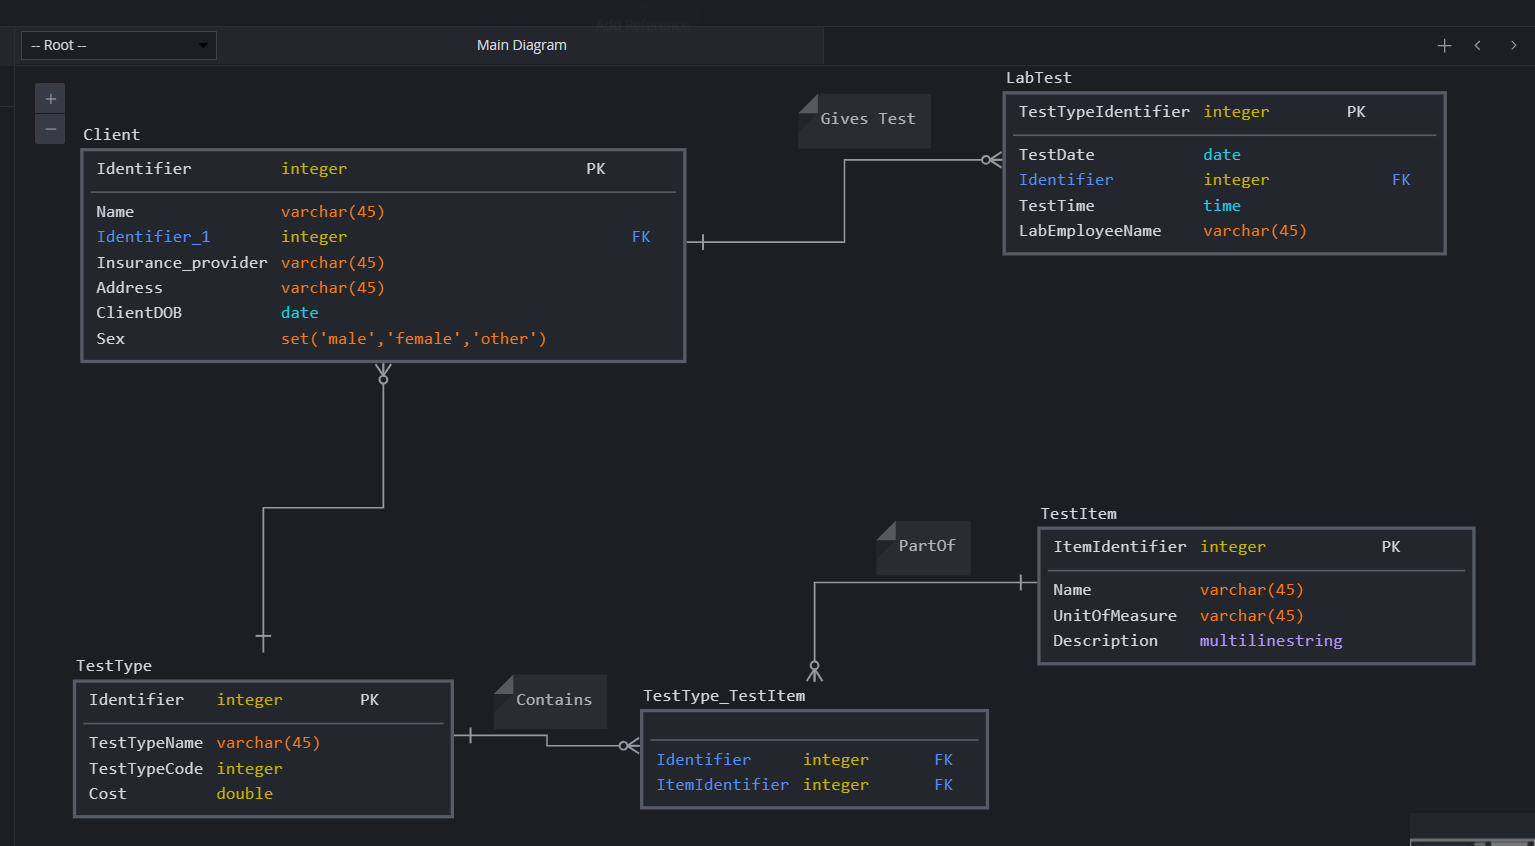 Add Reference
-- Root --
Main Diagram
LabTest
TestTypeIdentifier integer PK
TestDate date
Identifier integer FK
TestTime time
LabEmployeeName varchar(45)
Gives Test
Client
Identifier integer PK
Name varchar(45)
Identifier_1 integer FK
Insurance_provider varchar(45)
Address varchar(45)
ClientDOB date
Sex set('male','female','other')
TestItem
ItemIdentifier integer PK
Name varchar(45)
UnitOfMeasure varchar(45)
Description multilinestring
PartOf
TestType
Identifier integer PK
TestTypeName varchar(45)
TestTypeCode integer
Cost double
Contains
TestType_TestItem
Identifier integer FK
ItemIdentifier integer FK